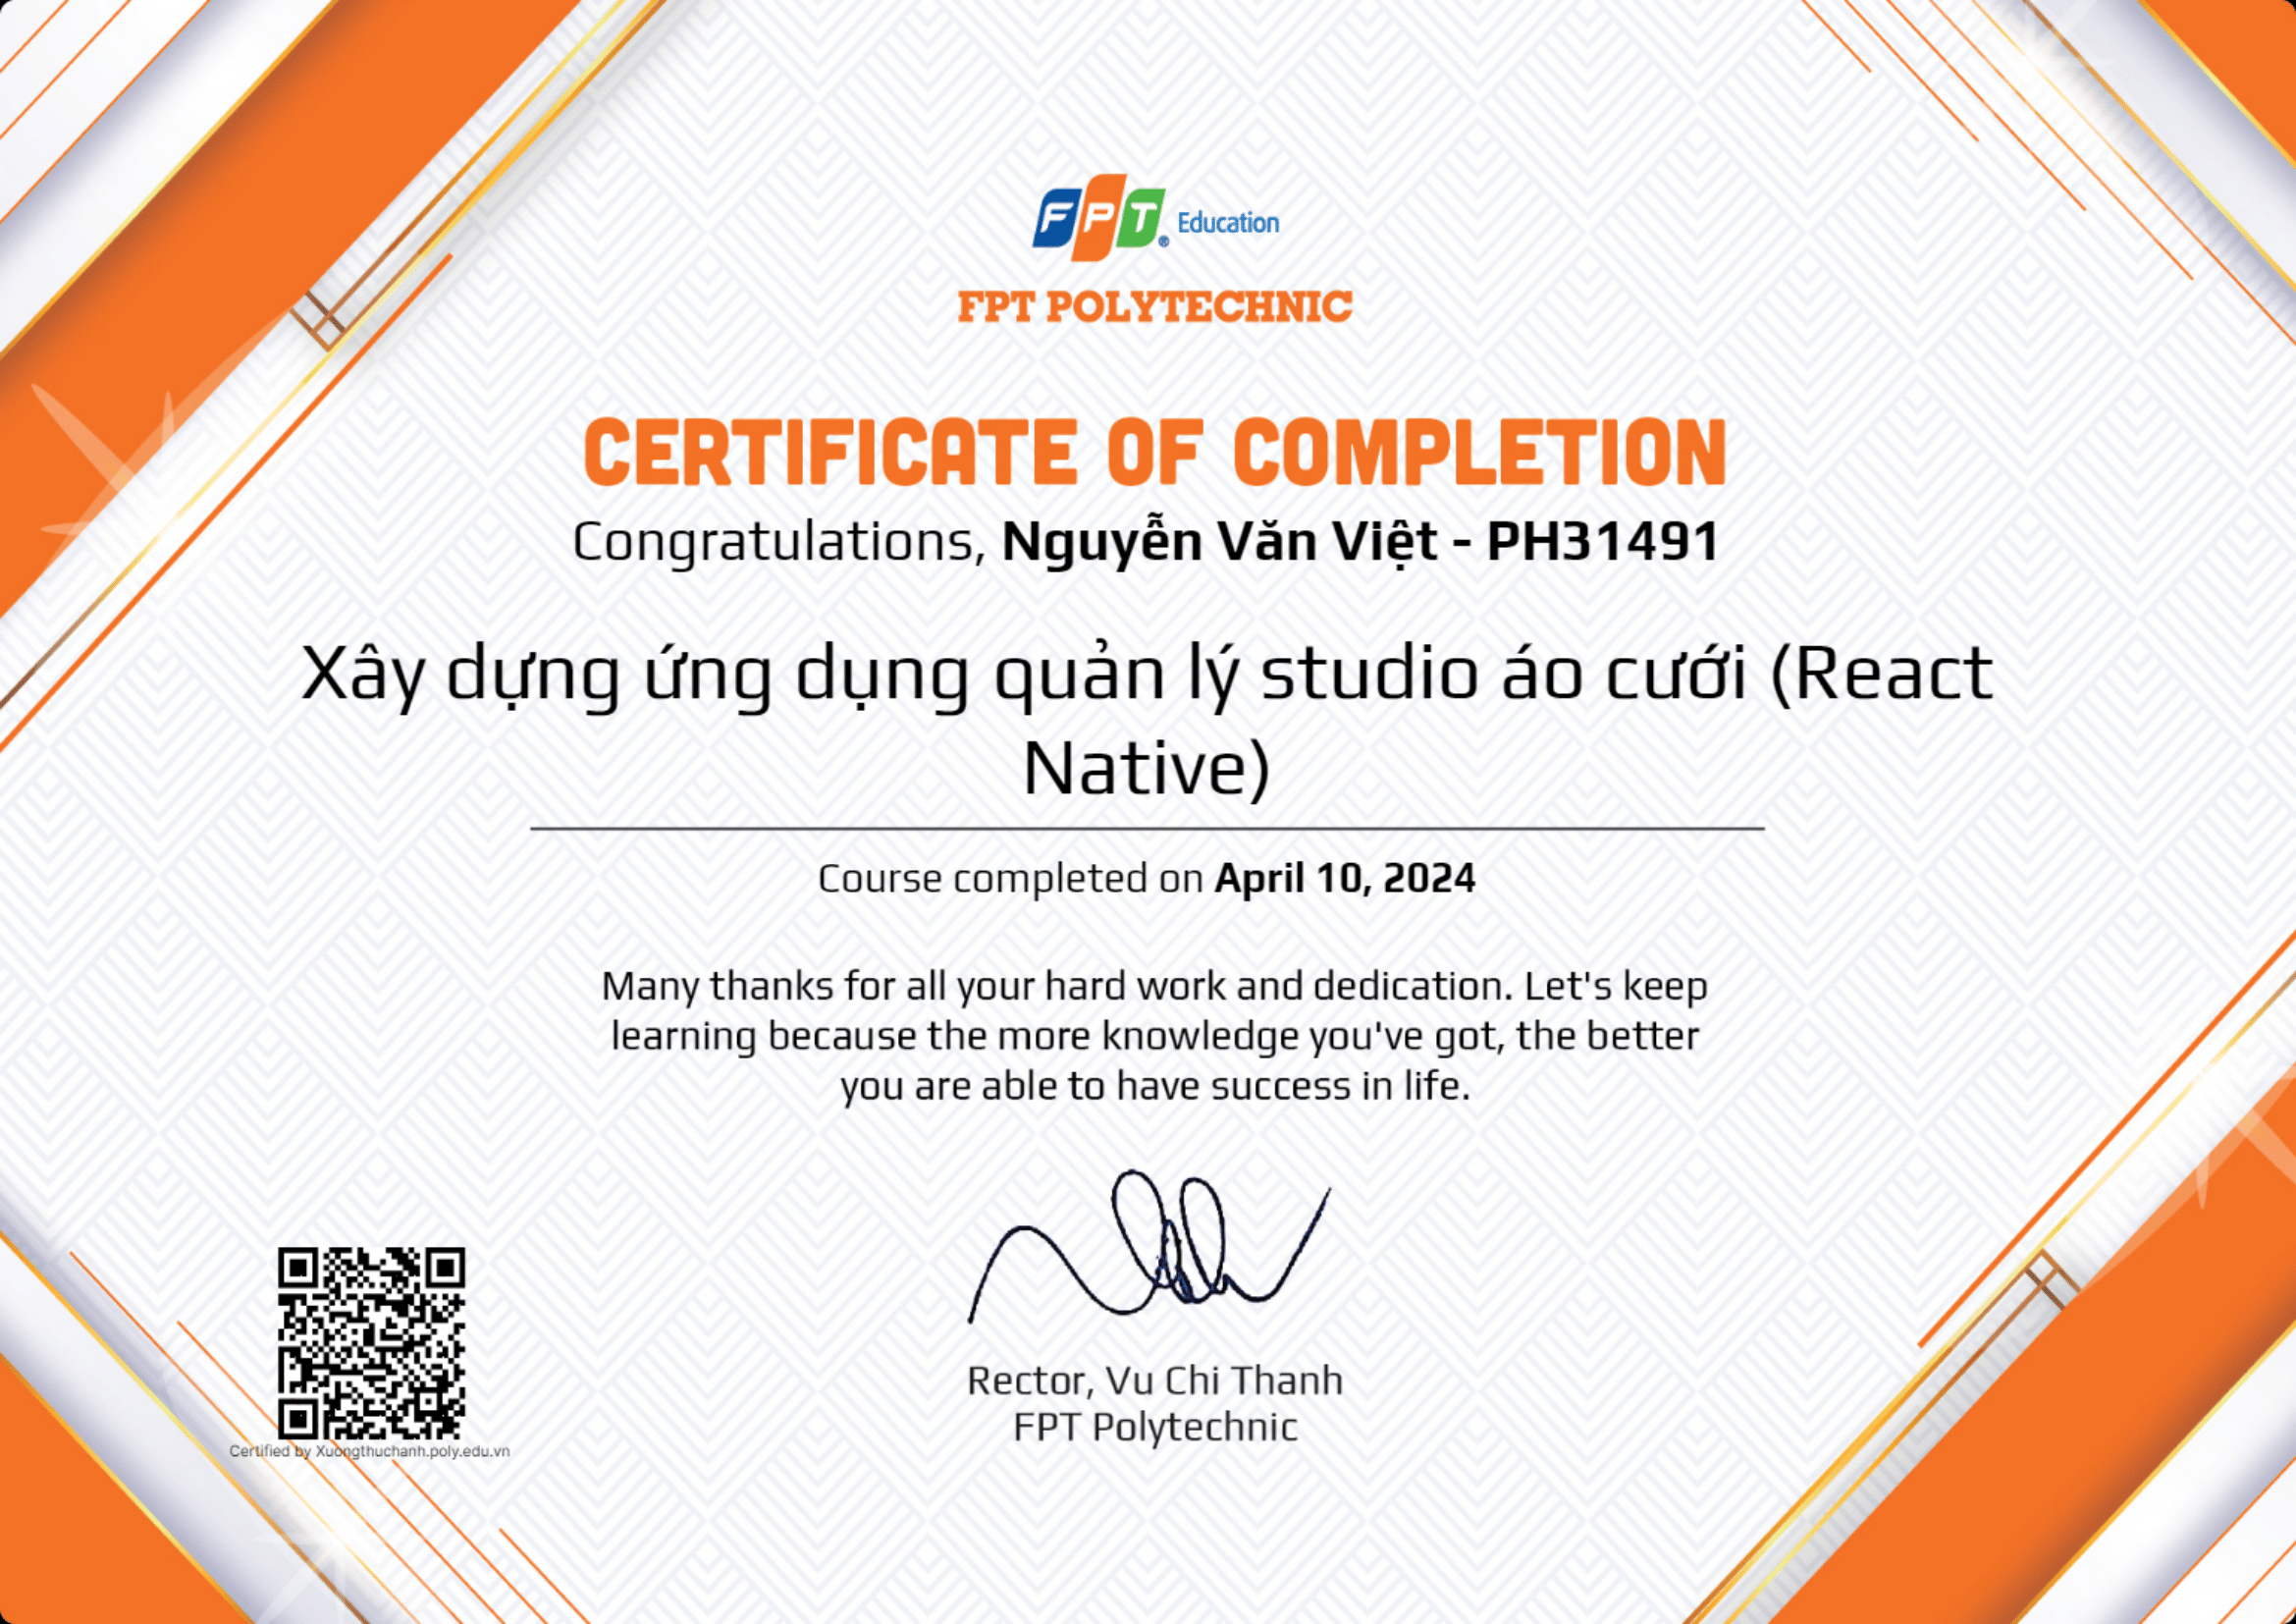 FPT Education
FPT POLYTECHNIC
CERTIFICATE OF COMPLETION
Congratulations, Nguyễn Văn Việt - PH31491
Xây dựng ứng dụng quản lý studio áo cưới (React
Native)
Course completed on April 10, 2024
Many thanks for all your hard work and dedication. Let's keep
learning because the more knowledge you've got, the better
you are able to have success in life.
Rector, Vu Chi Thanh
FPT Polytechnic
Certified by Xuongthuchanh.poly.edu.vn